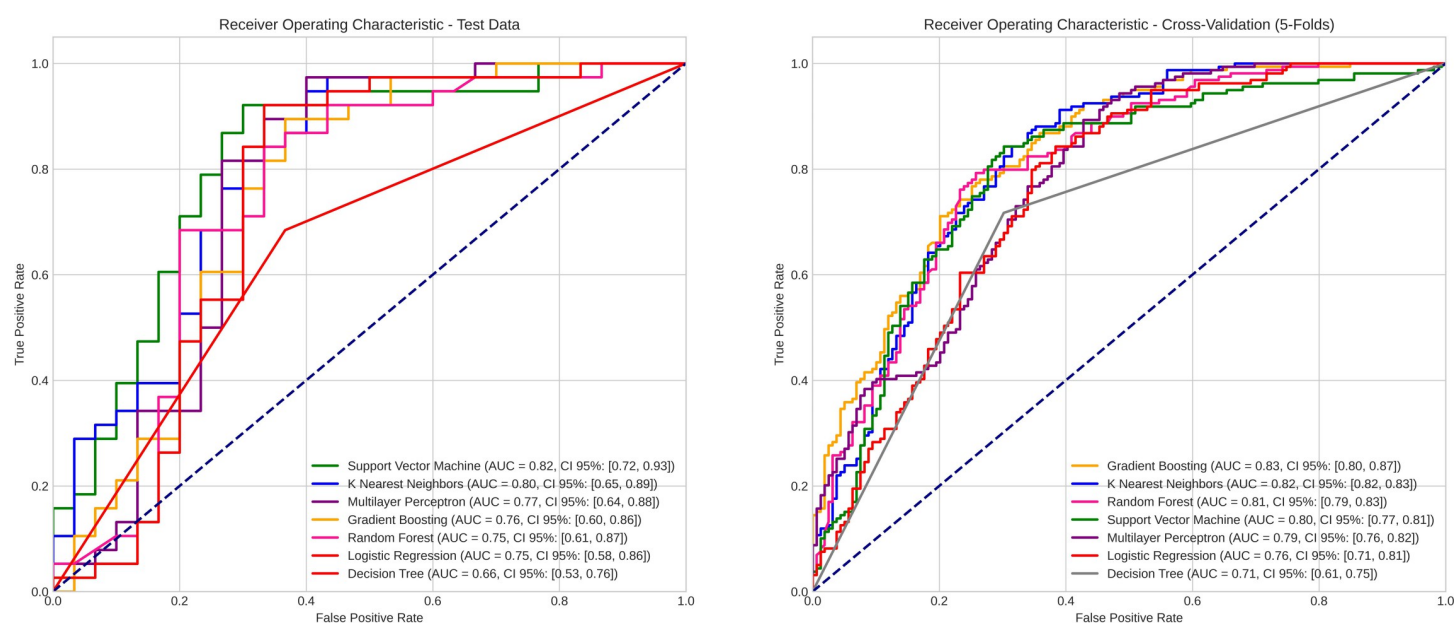 Receiver Operating Characteristic - Test Data
True Positive Rate
1.0
0.8
0.6
0.4
0.2
0.0
Support Vector Machine (AUC = 0.82, CI 95%: [0.72, 0.93])
K Nearest Neighbors (AUC = 0.80, CI 95%: [0.65, 0.89])
Multilayer Perceptron (AUC = 0.77, CI 95%: [0.64, 0.88])
Gradient Boosting (AUC = 0.76, CI 95%: [0.60, 0.86])
Random Forest (AUC = 0.75, CI 95%: [0.61, 0.87])
Logistic Regression (AUC = 0.75, CI 95%: [0.58, 0.86])
Decision Tree (AUC = 0.66, CI 95%: [0.53, 0.76])
0.0 0.2 0.4 0.6 0.8 1.0
False Positive Rate
Receiver Operating Characteristic - Cross-Validation (5-Folds)
True Positive Rate
1.0
0.8
0.6
0.4
0.2
0.0
Gradient Boosting (AUC = 0.83, CI 95%: [0.80, 0.87])
K Nearest Neighbors (AUC = 0.82, CI 95%: [0.82, 0.83])
Random Forest (AUC = 0.81, CI 95%: [0.79, 0.83])
Support Vector Machine (AUC = 0.80, CI 95%: [0.77, 0.81])
Multilayer Perceptron (AUC = 0.79, CI 95%: [0.76, 0.82])
Logistic Regression (AUC = 0.76, CI 95%: [0.71, 0.81])
Decision Tree (AUC = 0.71, CI 95%: [0.61, 0.75])
0.0 0.2 0.4 0.6 0.8 1.0
False Positive Rate